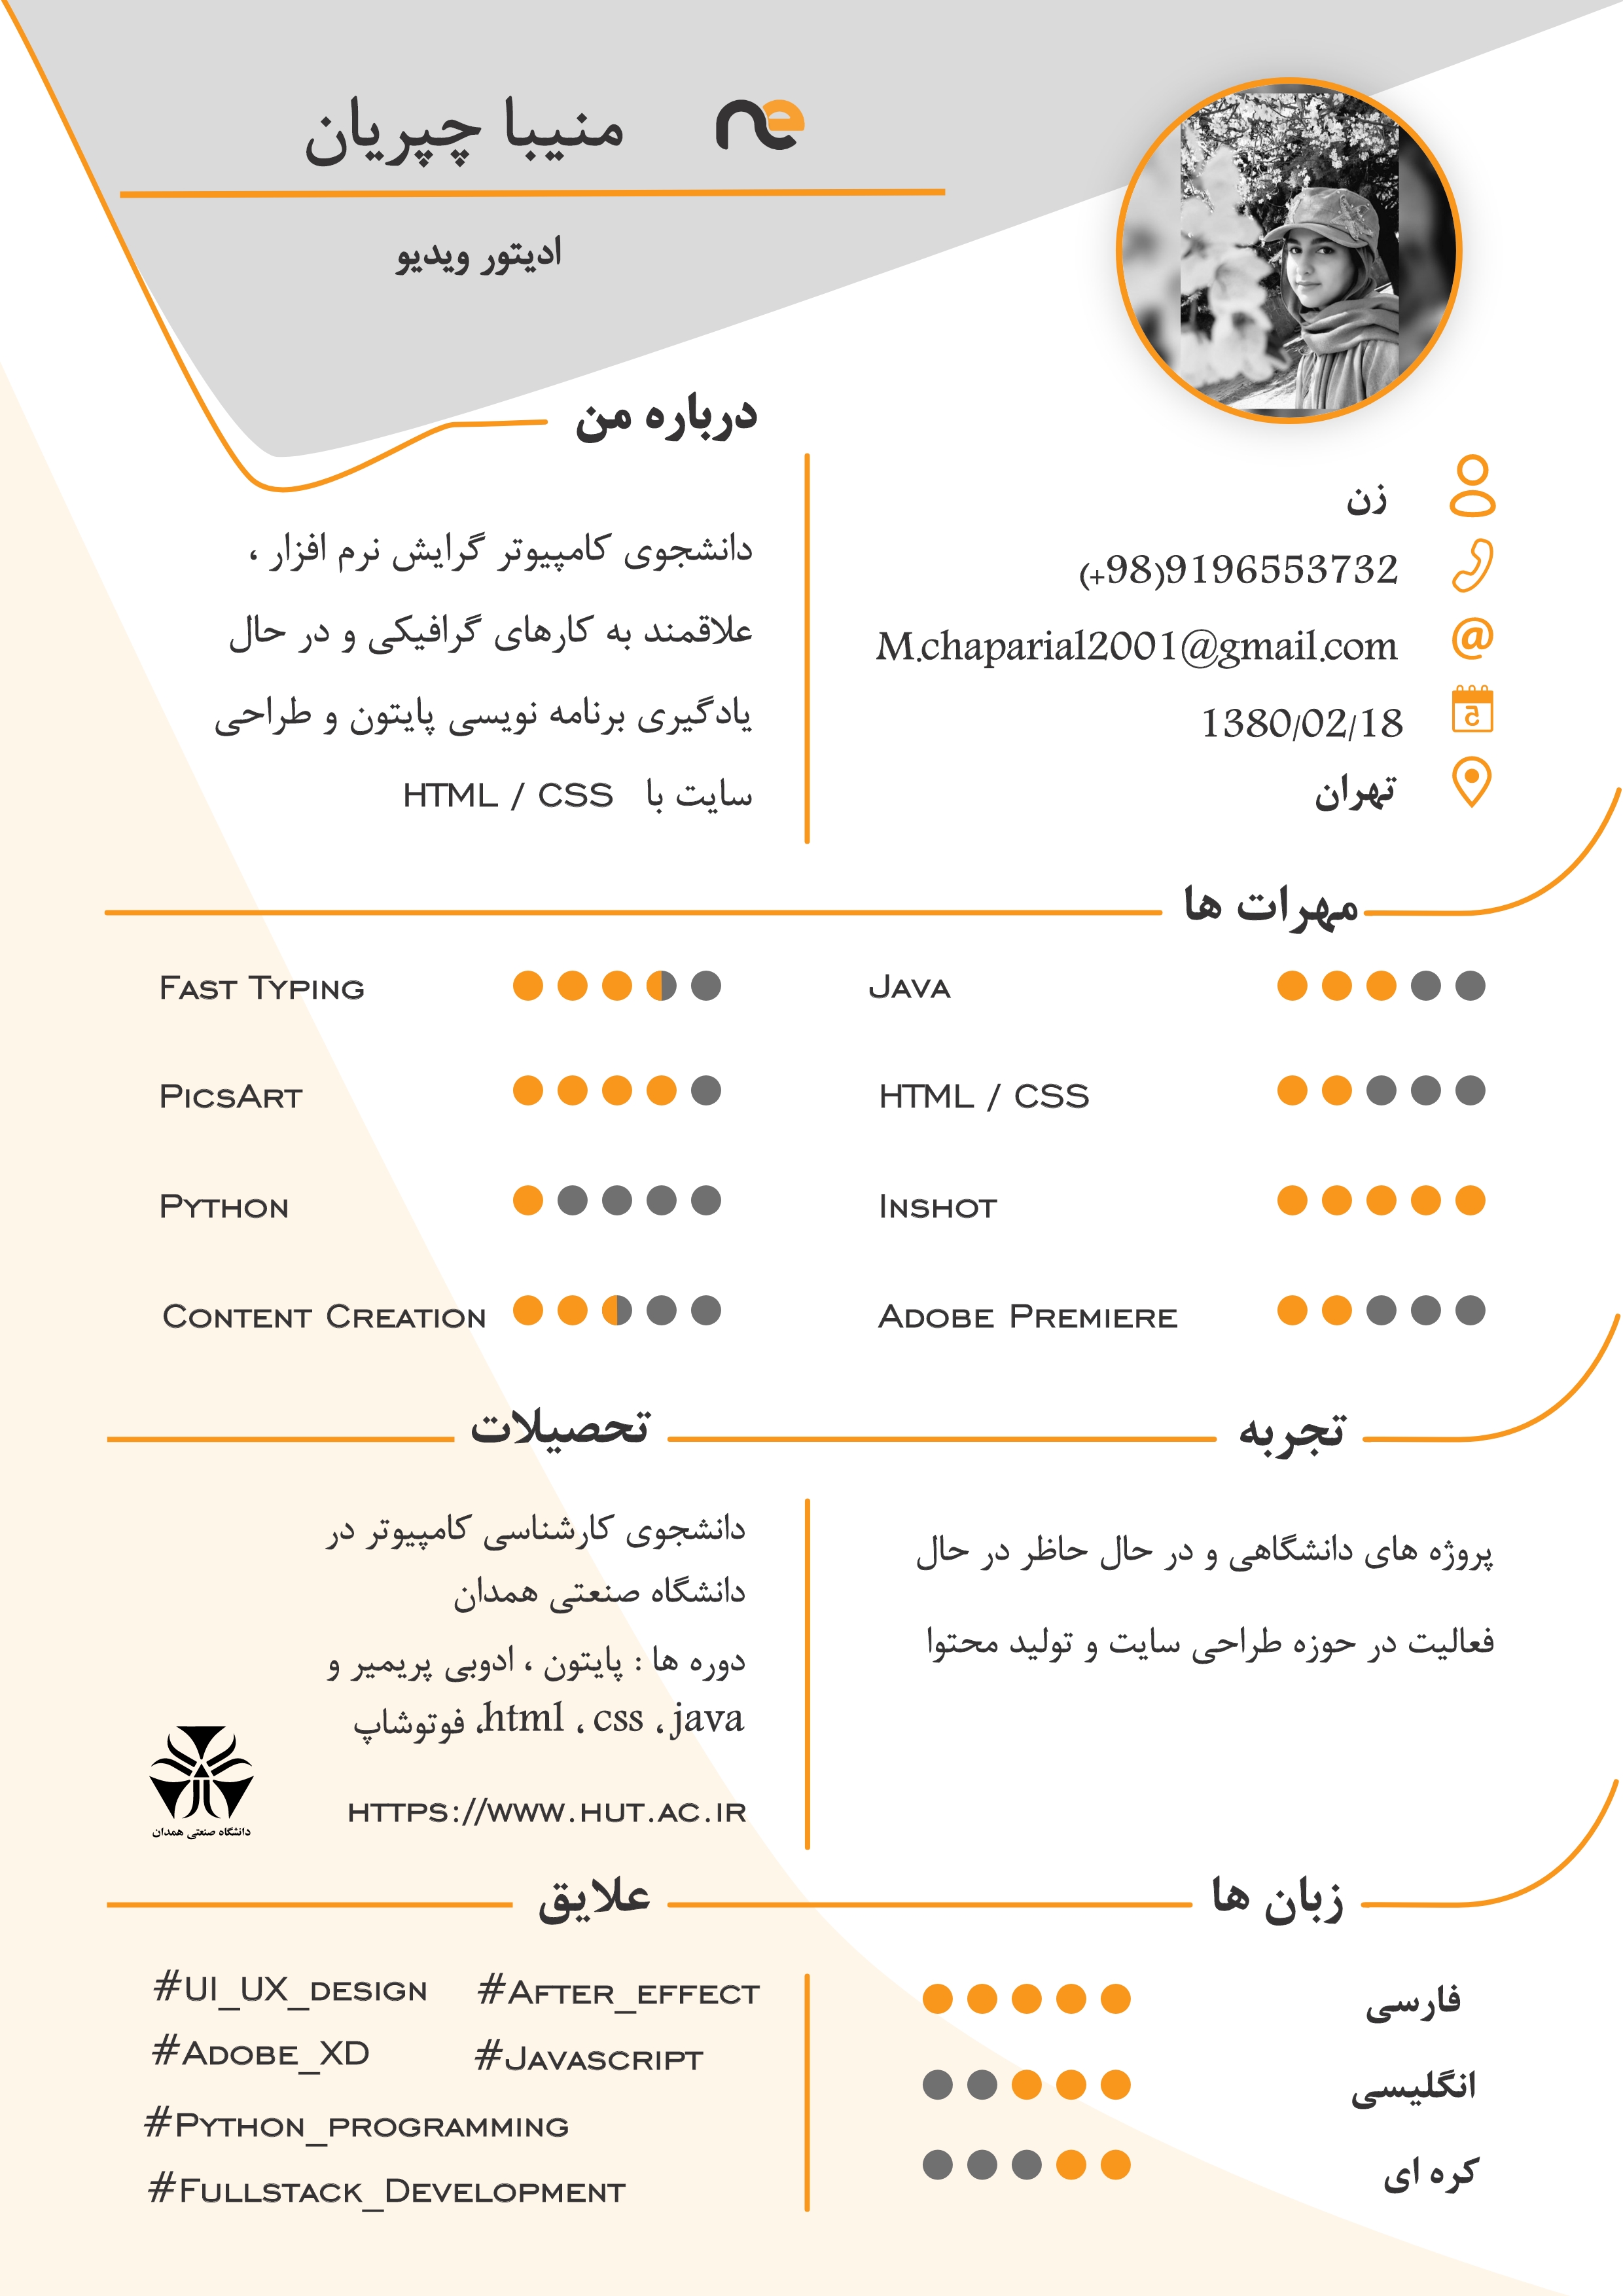 منیبا چپریان
ne
ادیتور ویدیو
درباره من
دانشجوی کامپیوتر گرایش نرم افزار ،
علاقمند به کارهای گرافیکی و در حال
یادگیری برنامه نویسی پایتون و طراحی
سایت با HTML / CSS
زن
(+98)9196553732
M.chaparial2001@gmail.com
1380/02/18
تهران
مهرات ها
Java
Fast Typing
HTML / CSS
PicsArt
Inshot
Python
Adobe Premiere
Content Creation
تجربه
پروژه های دانشگاهی و در حال حاظر در حال
فعالیت در حوزه طراحی سایت و تولید محتوا
تحصیلات
دانشجوی کارشناسی کامپیوتر در
دانشگاه صنعتی همدان
دوره ها : پایتون ، ادوبی پریمیر و
java ، css ، html، فوتوشاپ
https://www.hut.ac.ir
دانشگاه صنعتی همدان
زبان ها
فارسی
انگلیسی
کره ای
علایق
#UI_UX_design #After_effect
#Adobe_XD #Javascript
#Python_programming
#Fullstack_Development